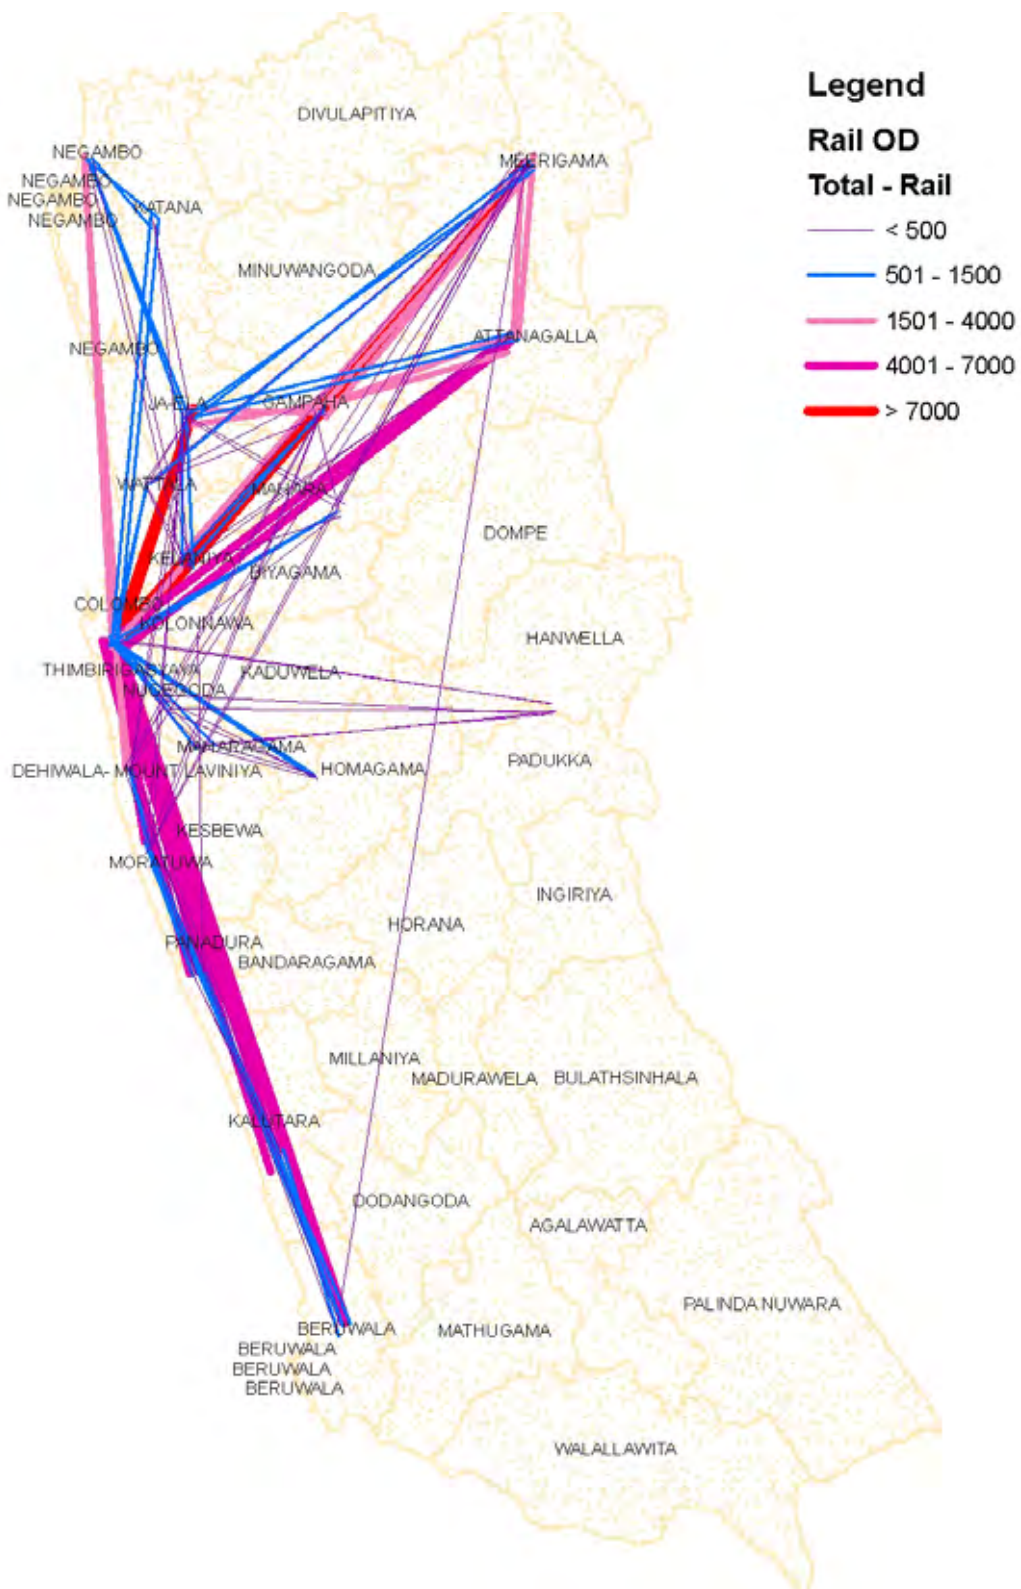 Legend
Rail OD
Total - Rail
< 500
501 - 1500
1501 - 4000
4001 - 7000
> 7000
DIVULAPITIYA
NEGAMBO
MEERIGAMA
NEGAMBO
NEGAMBO
KATANA
NEGAMBO
MINUWANGODA
ATTANAGALLA
NEGAMBO
JA-ELA
GAMPAHA
WATTALA
MAHARA
DOMPE
KELANIYA
BIYAGAMA
COLOMBO
KOLONNAWA
HANWELLA
THIMBIRIGASYAYA
KADUWELA
NUGEGODA
MAHARAGAMA
PADUKKA
DEHIWALA- MOUNT LAVINIYA
HOMAGAMA
KESBEWA
MORATUWA
INGIRIYA
HORANA
PANADURA
BANDARAGAMA
MILLANIYA
MADURAWELA
BULATHSINHALA
KALUTARA
DODANGODA
AGALAWATTA
PALINDA NUWARA
BERUWALA
MATHUGAMA
BERUWALA
BERUWALA
BERUWALA
WALALLAWITA